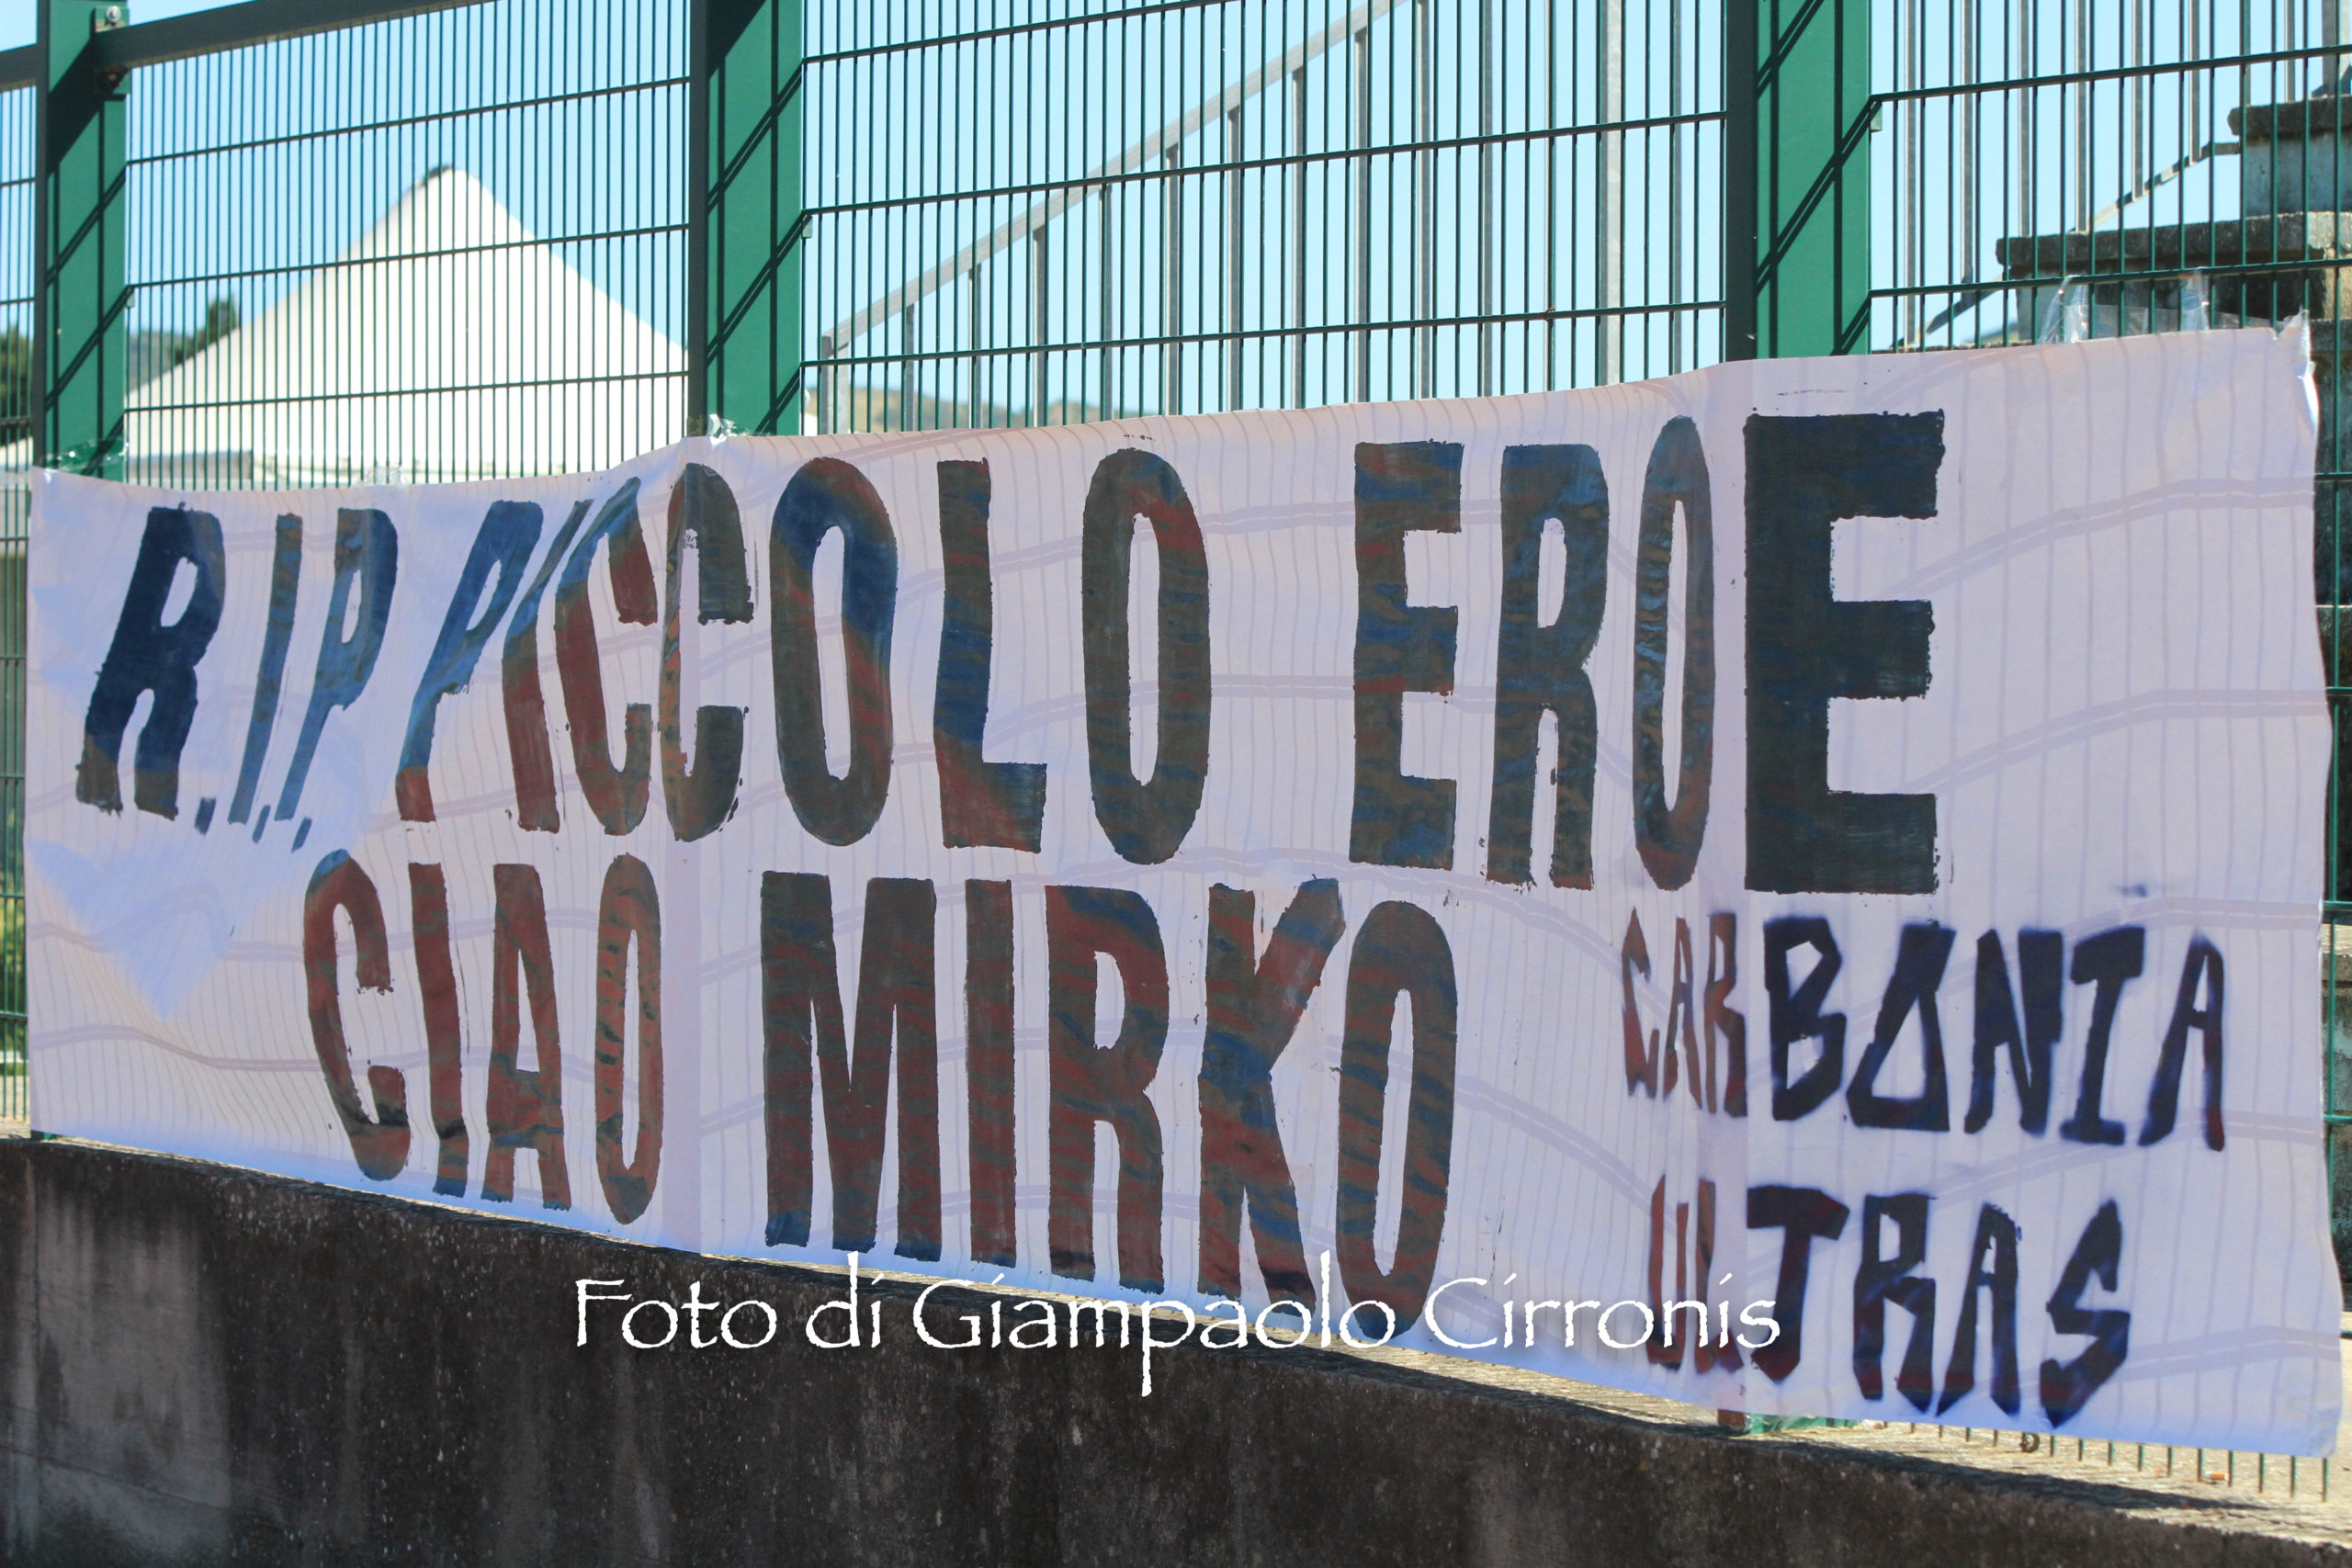 R.I.P. PICCOLO EROE
CIAO MIRKO
CARBONIA
ULTRAS
Foto di Giampaolo Cirronis